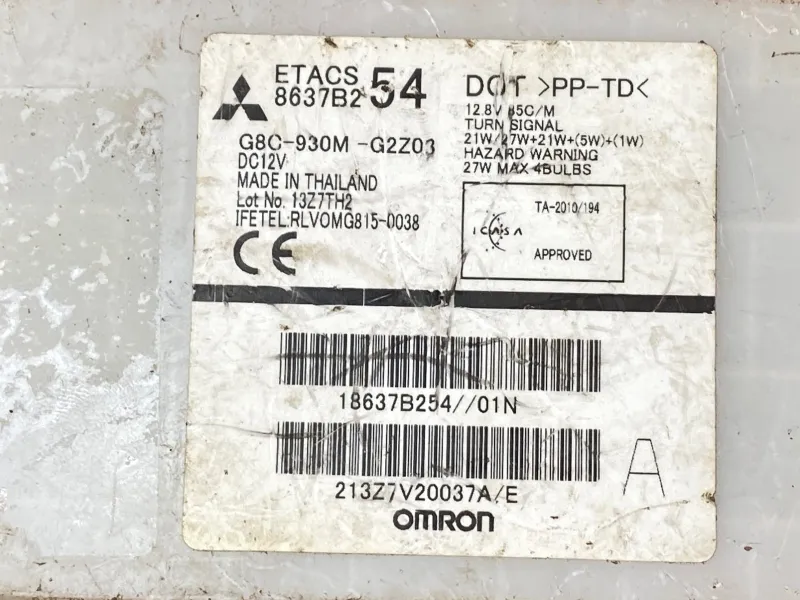 ETACS
8637B254
G8C-930M-G2Z03
DC12V
MADE IN THAILAND
Lot No. 13Z7TH2
IFETEL:RLVOMG815-0038
CE
DOT >PP-TD<
12.8V 85C/M
TURN SIGNAL
21W/27W+21W+(5W)+(1W)
HAZARD WARNING
27W MAX 4BULBS
TA-2010/194
ICASA
APPROVED
18637B254//01N
213Z7V20037A/E
A
OMRON